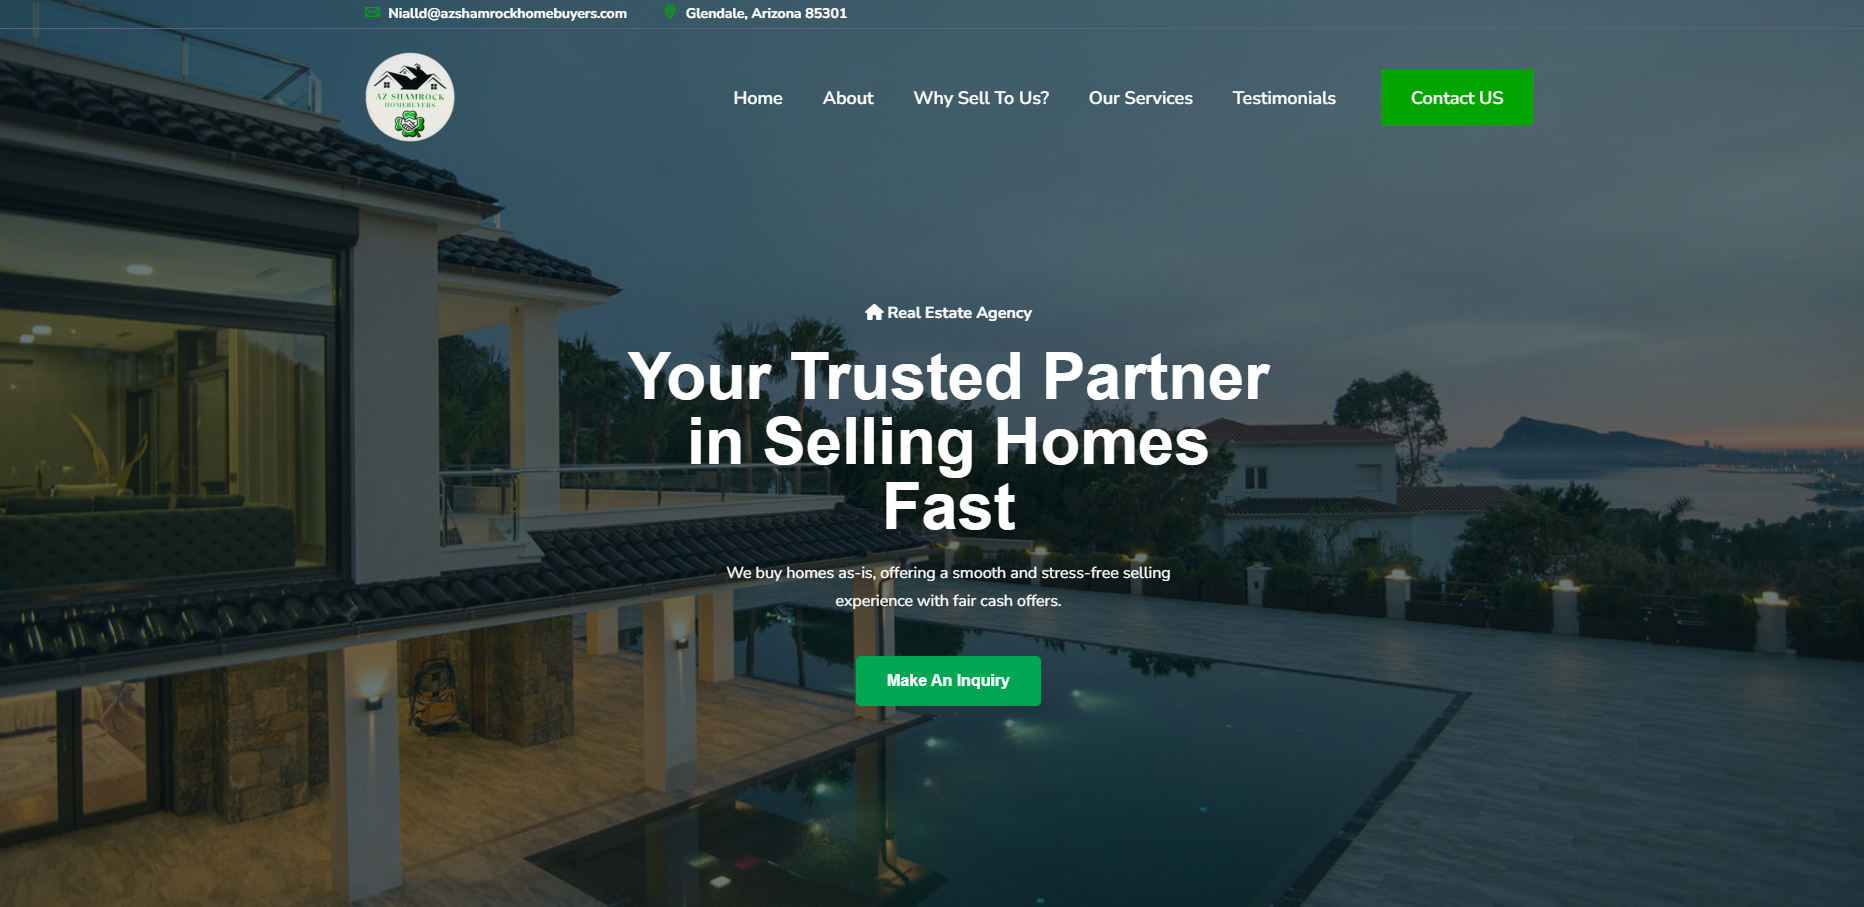 Nialld@azshamrockhomebuyers.com
Glendale, Arizona 85301
AZ SHAMROCK
HOMEBUYERS
Home
About
Why Sell To Us?
Our Services
Testimonials
Contact US
Real Estate Agency
Your Trusted Partner
in Selling Homes
Fast
We buy homes as-is, offering a smooth and stress-free selling
experience with fair cash offers.
Make An Inquiry